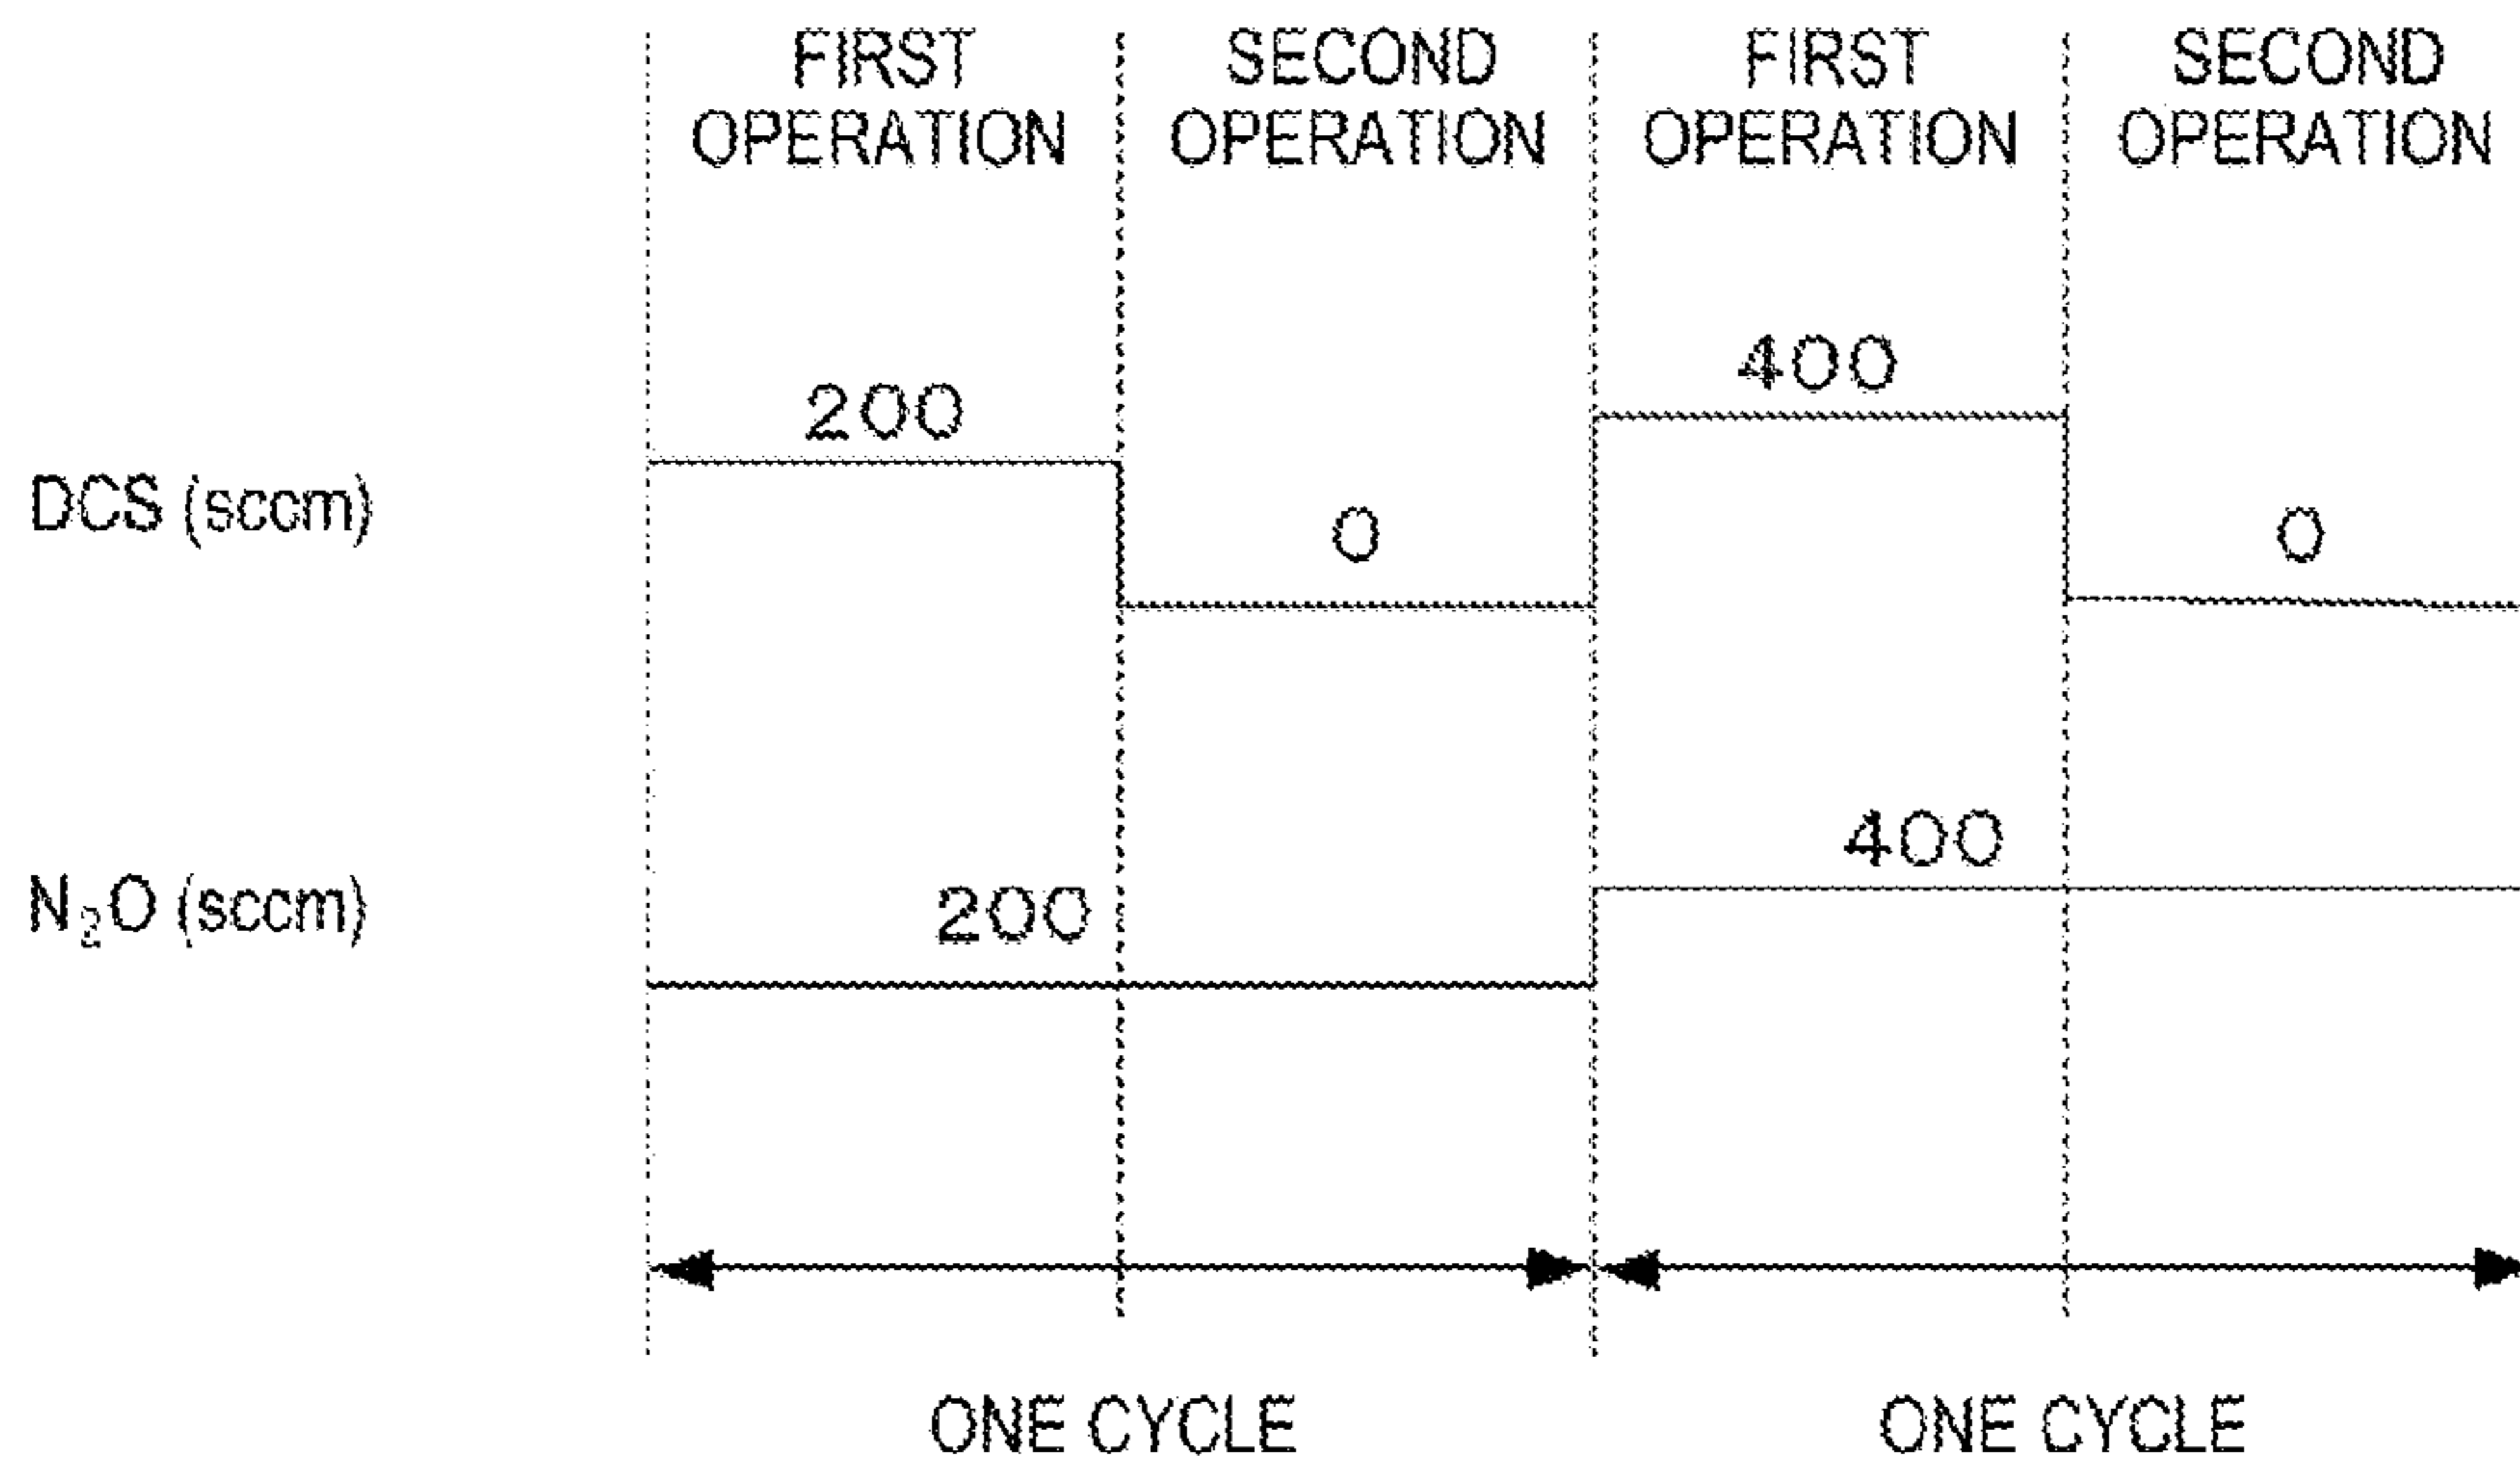 FIRST
OPERATION
SECOND
OPERATION
FIRST
OPERATION
SECOND
OPERATION
DCS (sccm)
200
0
400
0
N₂O (sccm)
200
400
ONE CYCLE
ONE CYCLE